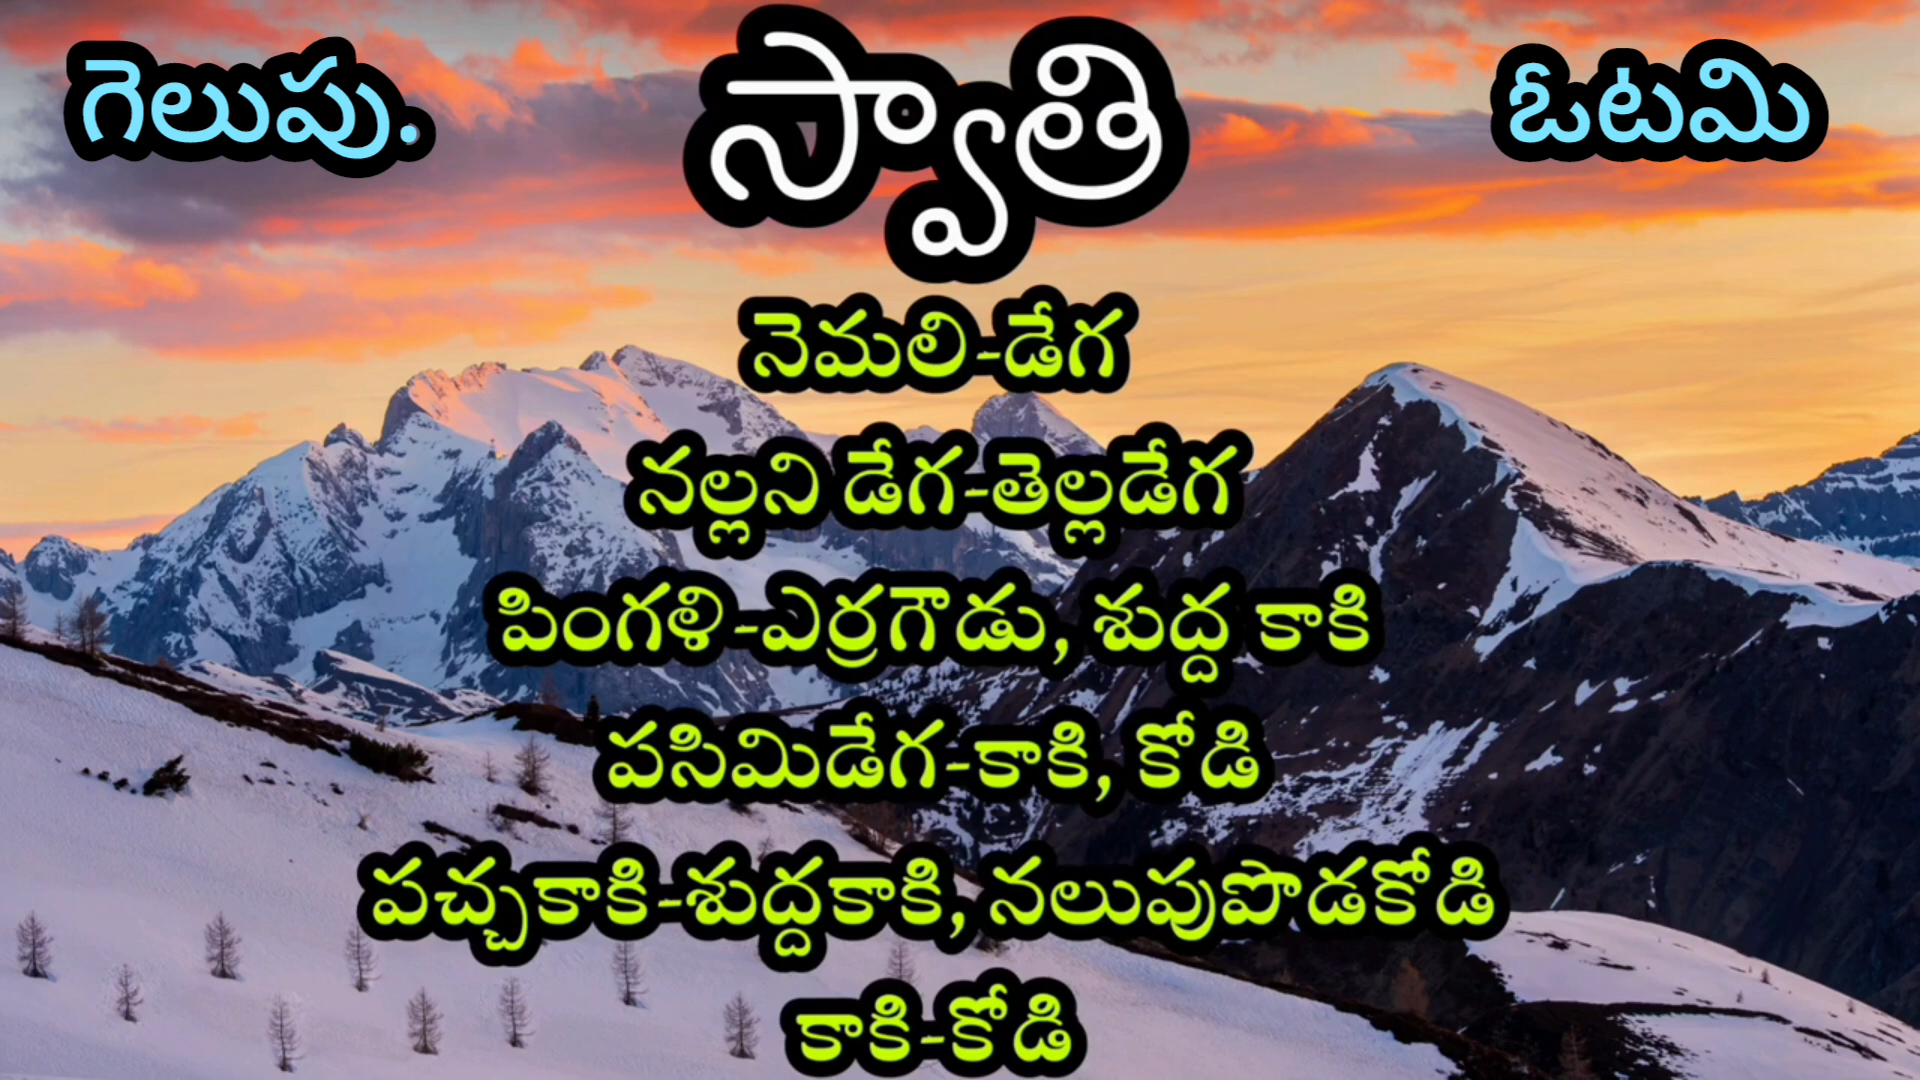 గెలుపు. స్వాతి ఓటమి
నెమలి-డేగ
నల్లని డేగ-తెల్లడేగ
పింగళి-ఎర్రగౌడు, శుద్ద కాకి
పసిమిడేగ-కాకి, కోడి
పచ్చకాకి-శుద్దకాకి, నలుపుపొడకోడి
కాకి-కోడి